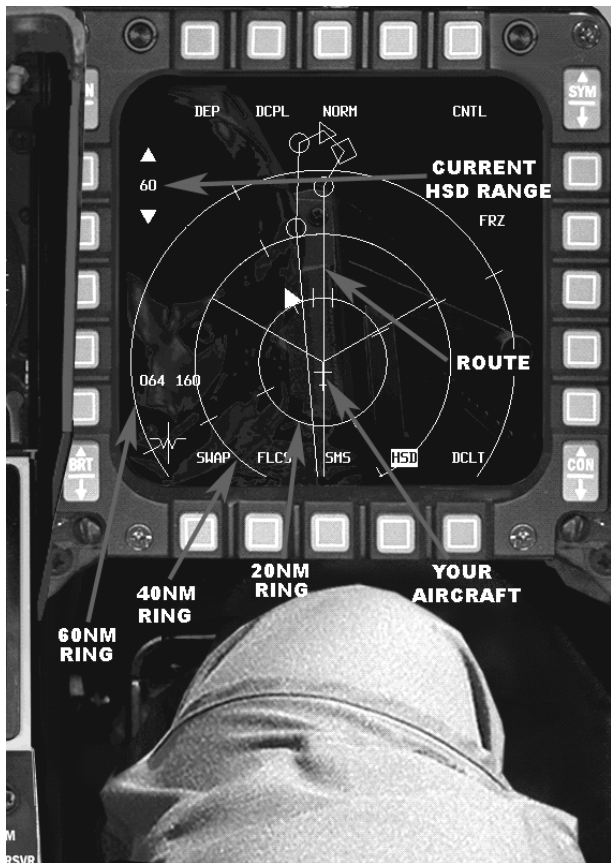 DEP DCPL NORM CNTL
SYM
60
CURRENT
HSD RANGE
FRZ
ROUTE
064 160
BRT
SWAP FLCS SMS HSD DCLT
CON
20NM
RING
YOUR
AIRCRAFT
40NM
RING
60NM
RING
M
RSVR